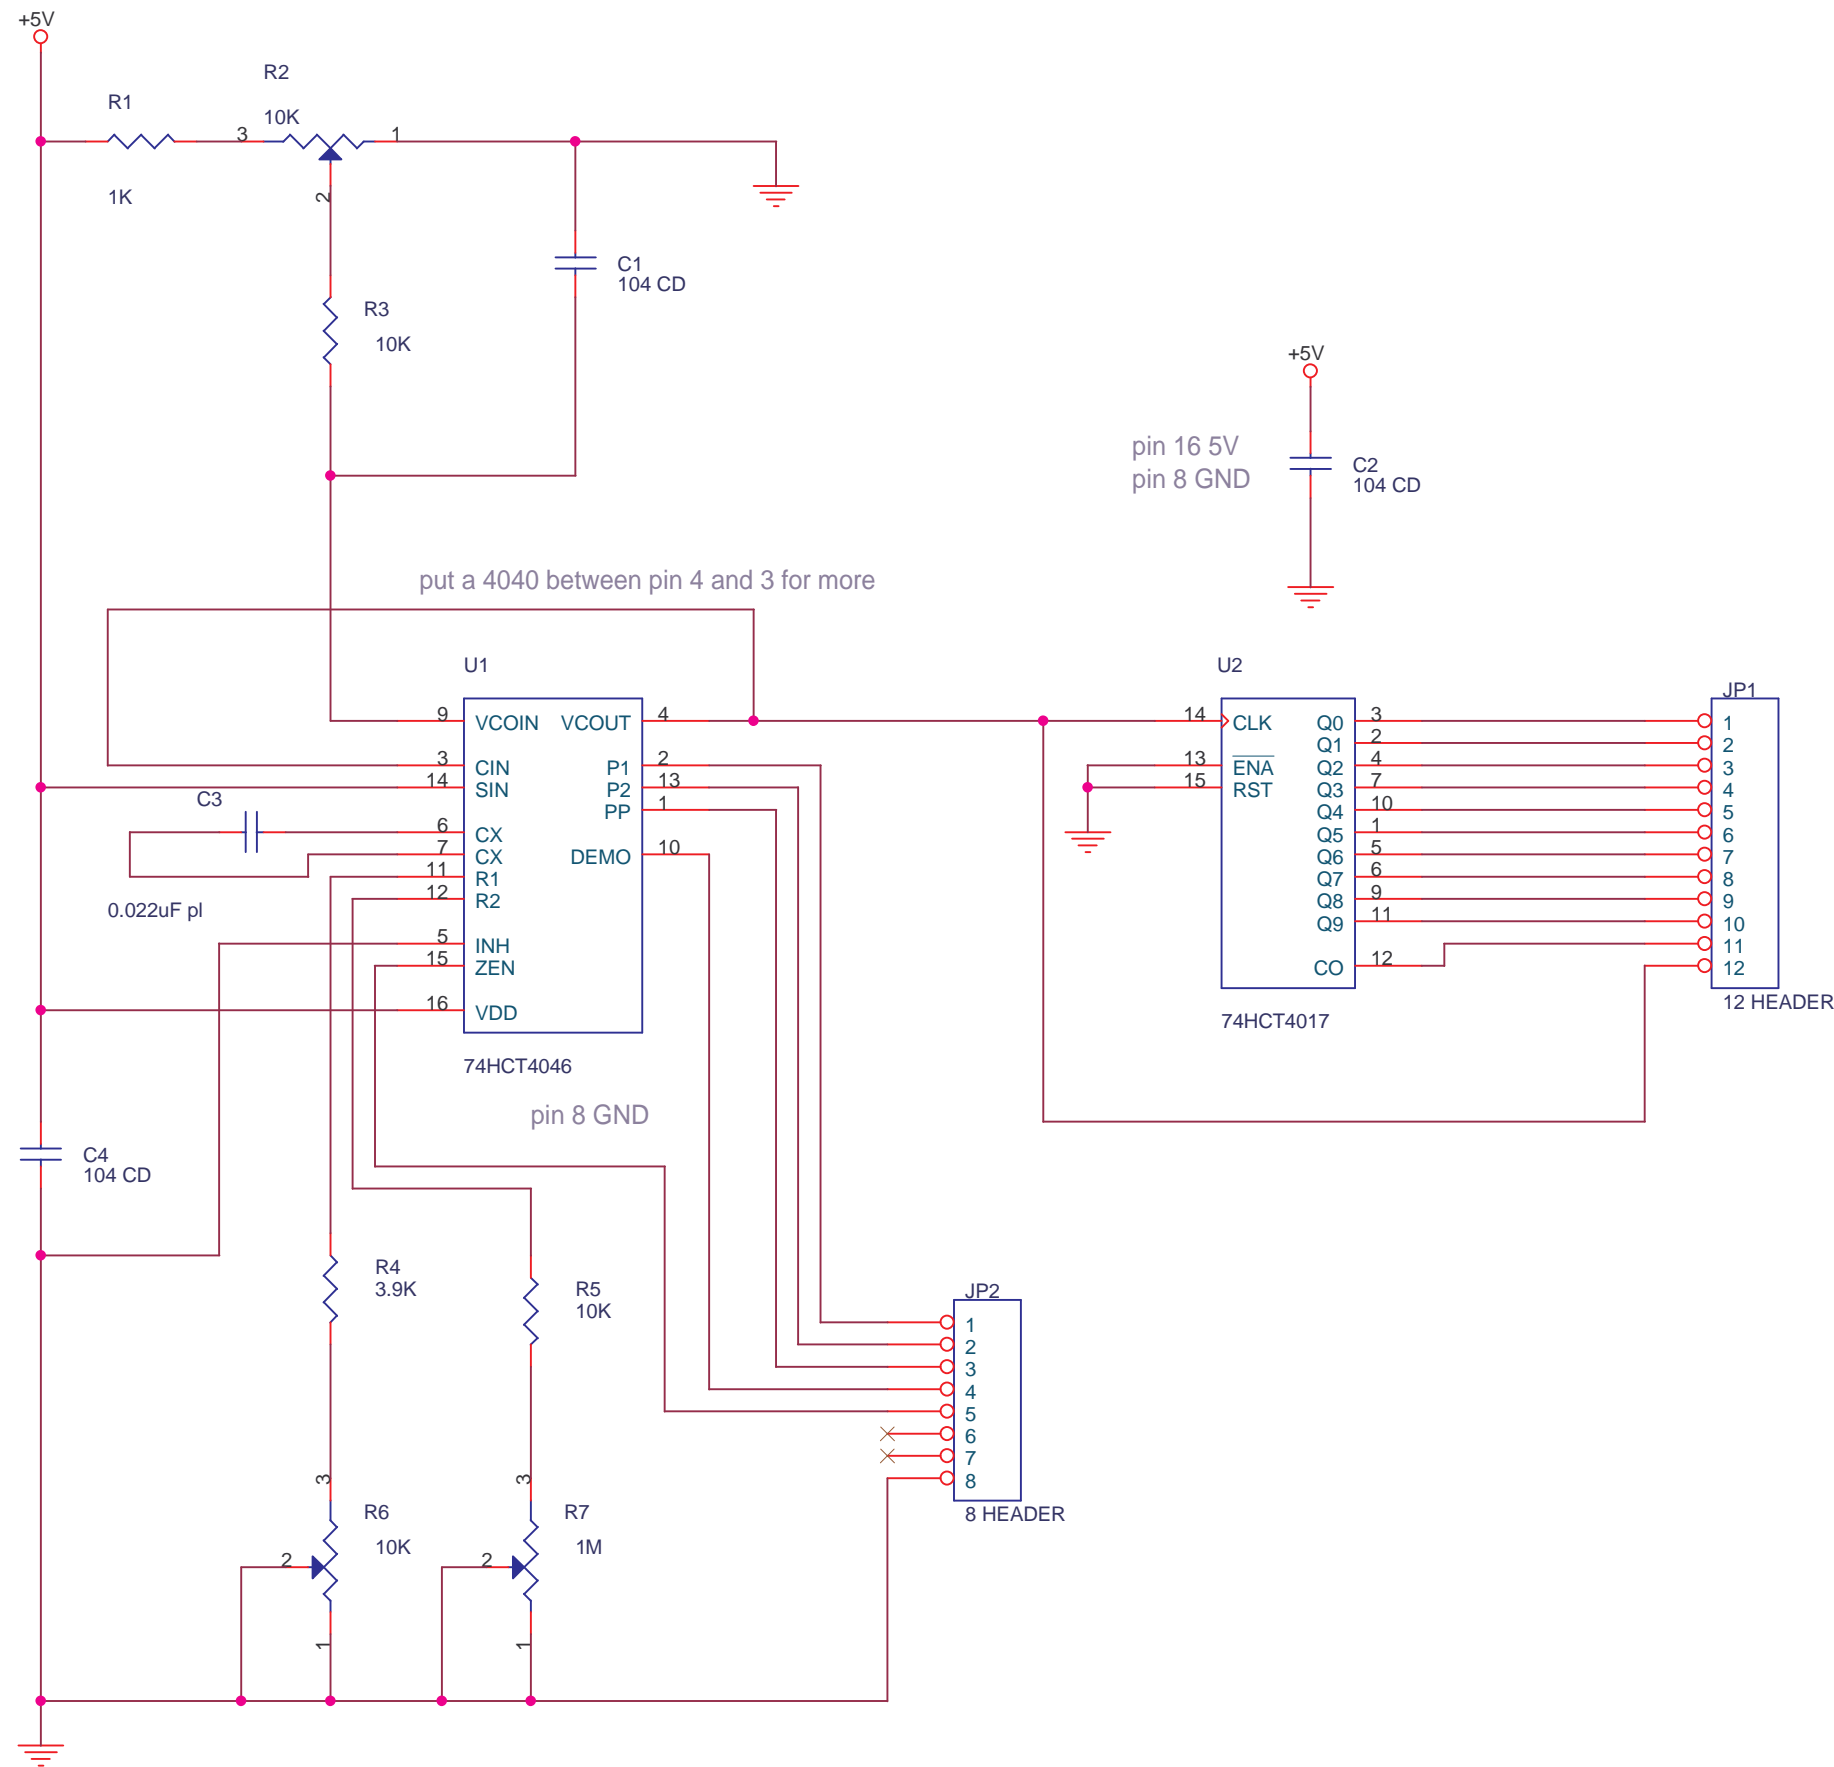 +5V
R2
10K
R1
1K
3
1
2
C1
104 CD
R3
10K
+5V
pin 16 5V
pin 8 GND
C2
104 CD
put a 4040 between pin 4 and 3 for more
U1
9 VCOIN VCOUT 4
3 CIN P1 2
14 SIN P2 13
PP 1
6 CX
7 CX DEMO 10
11 R1
12 R2
5 INH
15 ZEN
16 VDD
74HCT4046
pin 8 GND
C3
0.022uF pl
U2
14 CLK Q0 3
Q1 2
13 ENA Q2 4
15 RST Q3 7
Q4 10
Q5 1
Q6 5
Q7 6
Q8 9
Q9 11
CO 12
74HCT4017
JP1
1
2
3
4
5
6
7
8
9
10
11
12
12 HEADER
C4
104 CD
R4
3.9K
R5
10K
JP2
1
2
3
4
5
6
7
8
8 HEADER
3
R6
10K
2
1
3
R7
1M
2
1